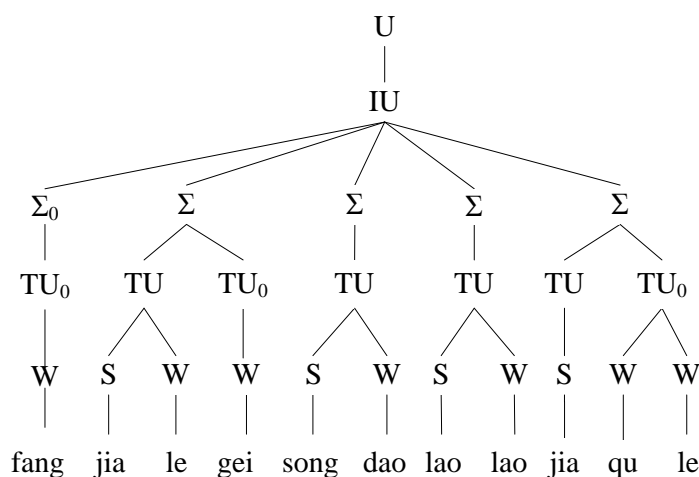 U
IU
Σ₀ Σ Σ Σ Σ
TU₀ TU TU₀ TU TU TU TU₀
W S W W S W S W S W W
fang jia le gei song dao lao lao jia qu le